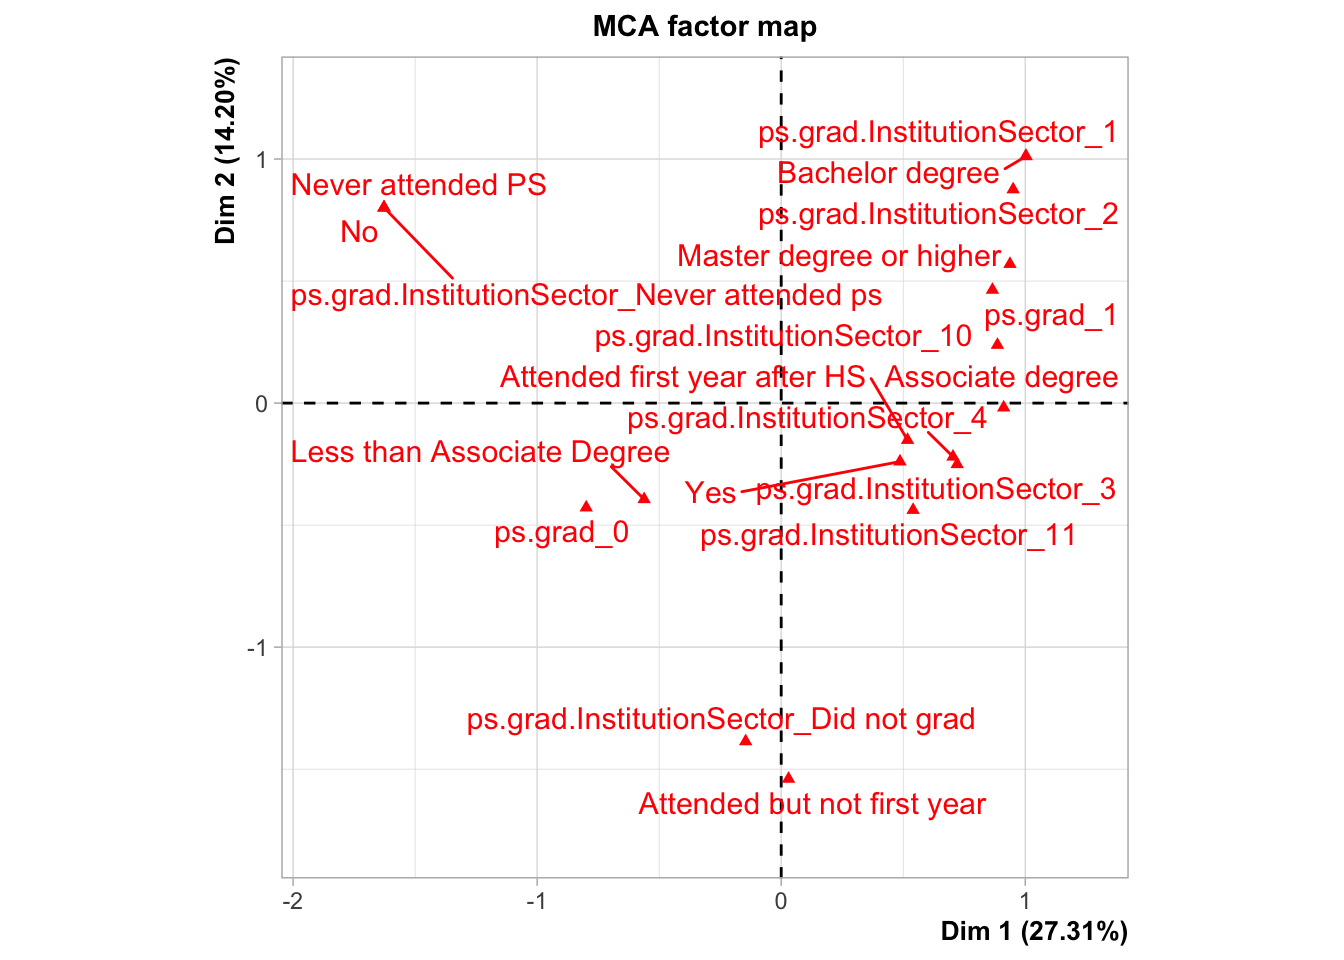 MCA factor map
Dim 2 (14.20%)
ps.grad.InstitutionSector_1
Bachelor degree
Never attended PS
ps.grad.InstitutionSector_2
No
Master degree or higher
ps.grad.InstitutionSector_Never attended ps
ps.grad_1
ps.grad.InstitutionSector_10
Attended first year after HS
Associate degree
ps.grad.InstitutionSector_4
Less than Associate Degree
Yes
ps.grad.InstitutionSector_3
ps.grad_0
ps.grad.InstitutionSector_11
ps.grad.InstitutionSector_Did not grad
Attended but not first year
1
0
-1
-2
-1
0
1
Dim 1 (27.31%)